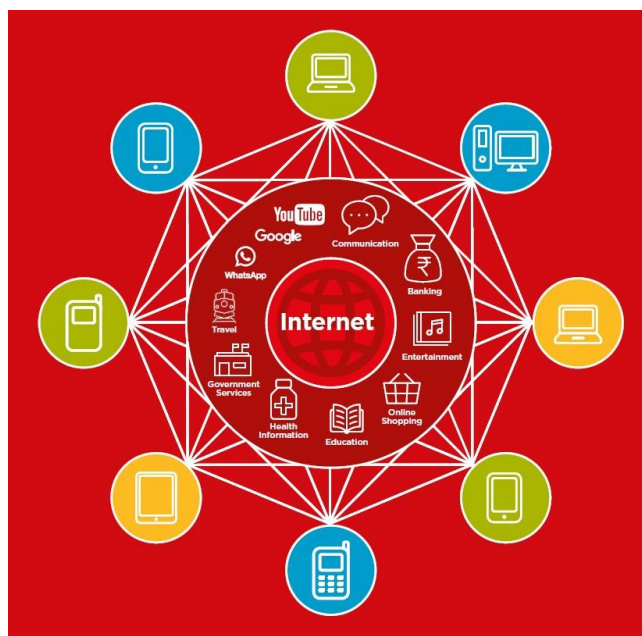 YouTube
Google
WhatsApp
Travel
Government
Services
Health
Information
Education
Online
Shopping
Entertainment
₹
Banking
Communication
Internet